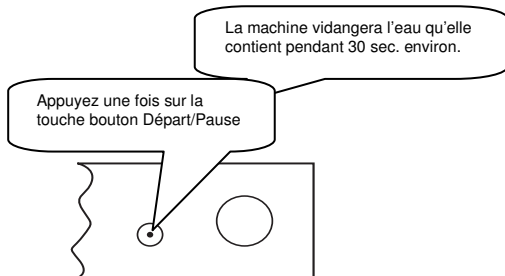 La machine vidangera l'eau qu'elle
contient pendant 30 sec. environ.
Appuyez une fois sur la
touche bouton Départ/Pause